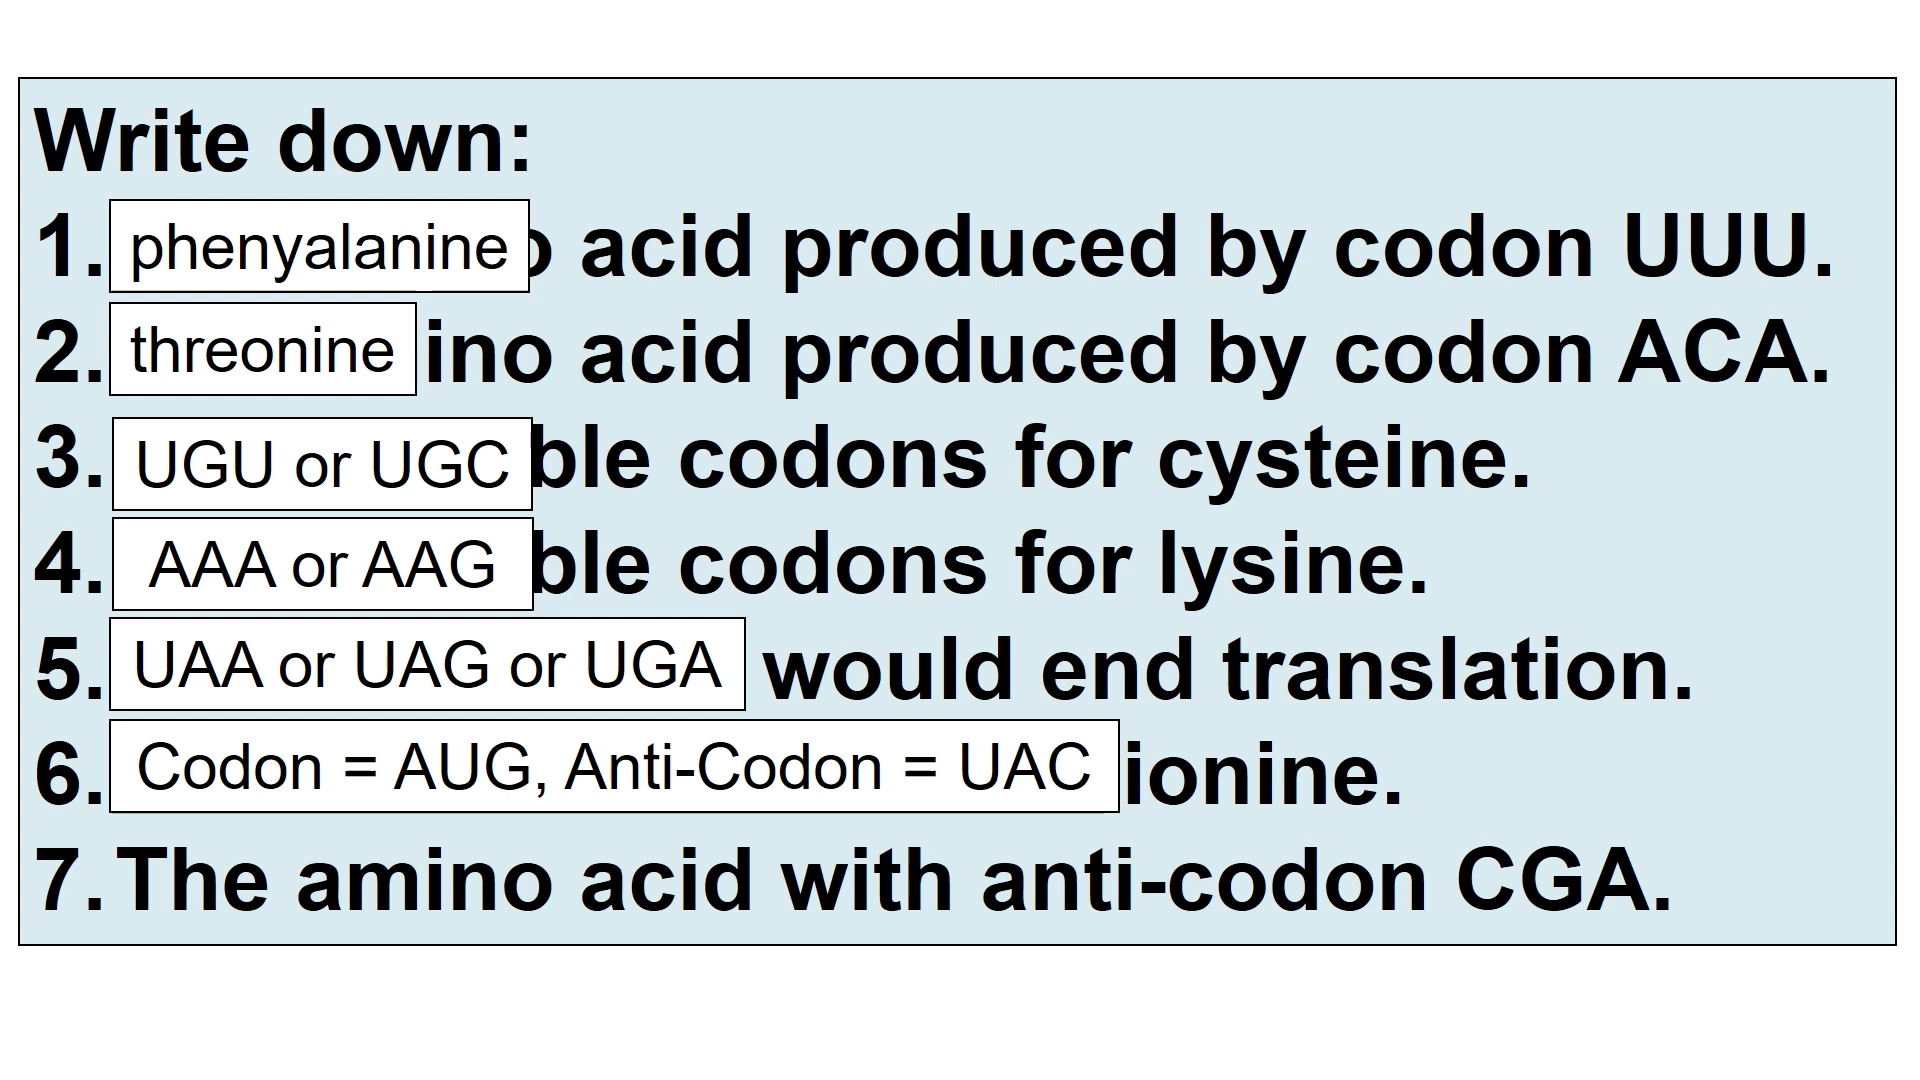 Write down:
1. phenyalanine acid produced by codon UUU.
2. threonine ino acid produced by codon ACA.
3. UGU or UGC ble codons for cysteine.
4. AAA or AAG ble codons for lysine.
5. UAA or UAG or UGA would end translation.
6. Codon = AUG, Anti-Codon = UAC ionine.
7. The amino acid with anti-codon CGA.